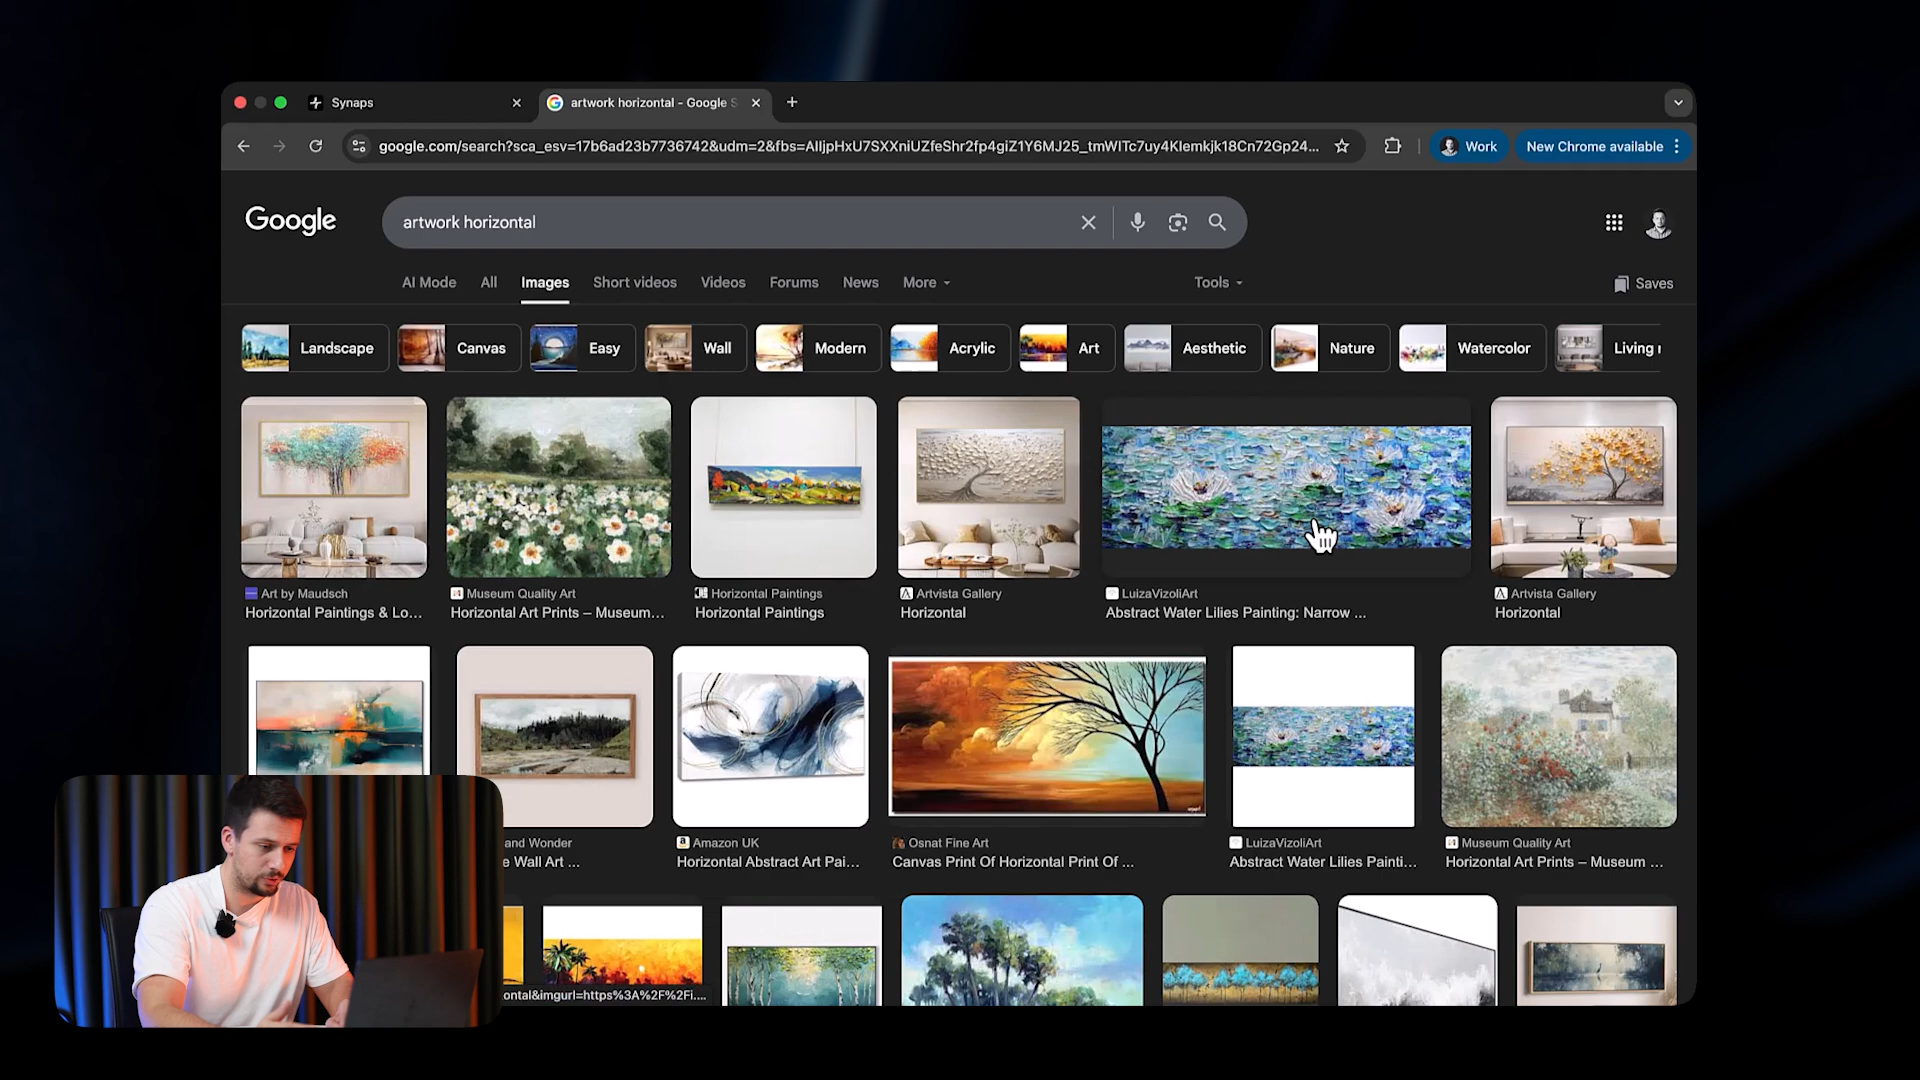 Synaps
artwork horizontal - Google S
google.com/search?sca_esv=17b6ad23b7736742&udm=2&fbs=AIIjpHxU7SXXniUZfeShr2fp4giZ1Y6MJ25_tmWITc7uy4KIemkjk18Cn72Gp24...
Work
New Chrome available
Google
artwork horizontal
AI Mode
All
Images
Short videos
Videos
Forums
News
More
Tools
Saves
Landscape
Canvas
Easy
Wall
Modern
Acrylic
Art
Aesthetic
Nature
Watercolor
Living r
Art by Maudsch
Horizontal Paintings & Lo...
Museum Quality Art
Horizontal Art Prints – Museum...
Horizontal Paintings
Horizontal Paintings
Artvista Gallery
Horizontal
LuizaVizoliArt
Abstract Water Lilies Painting: Narrow ...
Artvista Gallery
Horizontal
and Wonder
e Wall Art ...
Amazon UK
Horizontal Abstract Art Pai...
Osnat Fine Art
Canvas Print Of Horizontal Print Of ...
LuizaVizoliArt
Abstract Water Lilies Painti...
Museum Quality Art
Horizontal Art Prints – Museum ...
ontal&imgurl=https%3A%2F%2Fi....